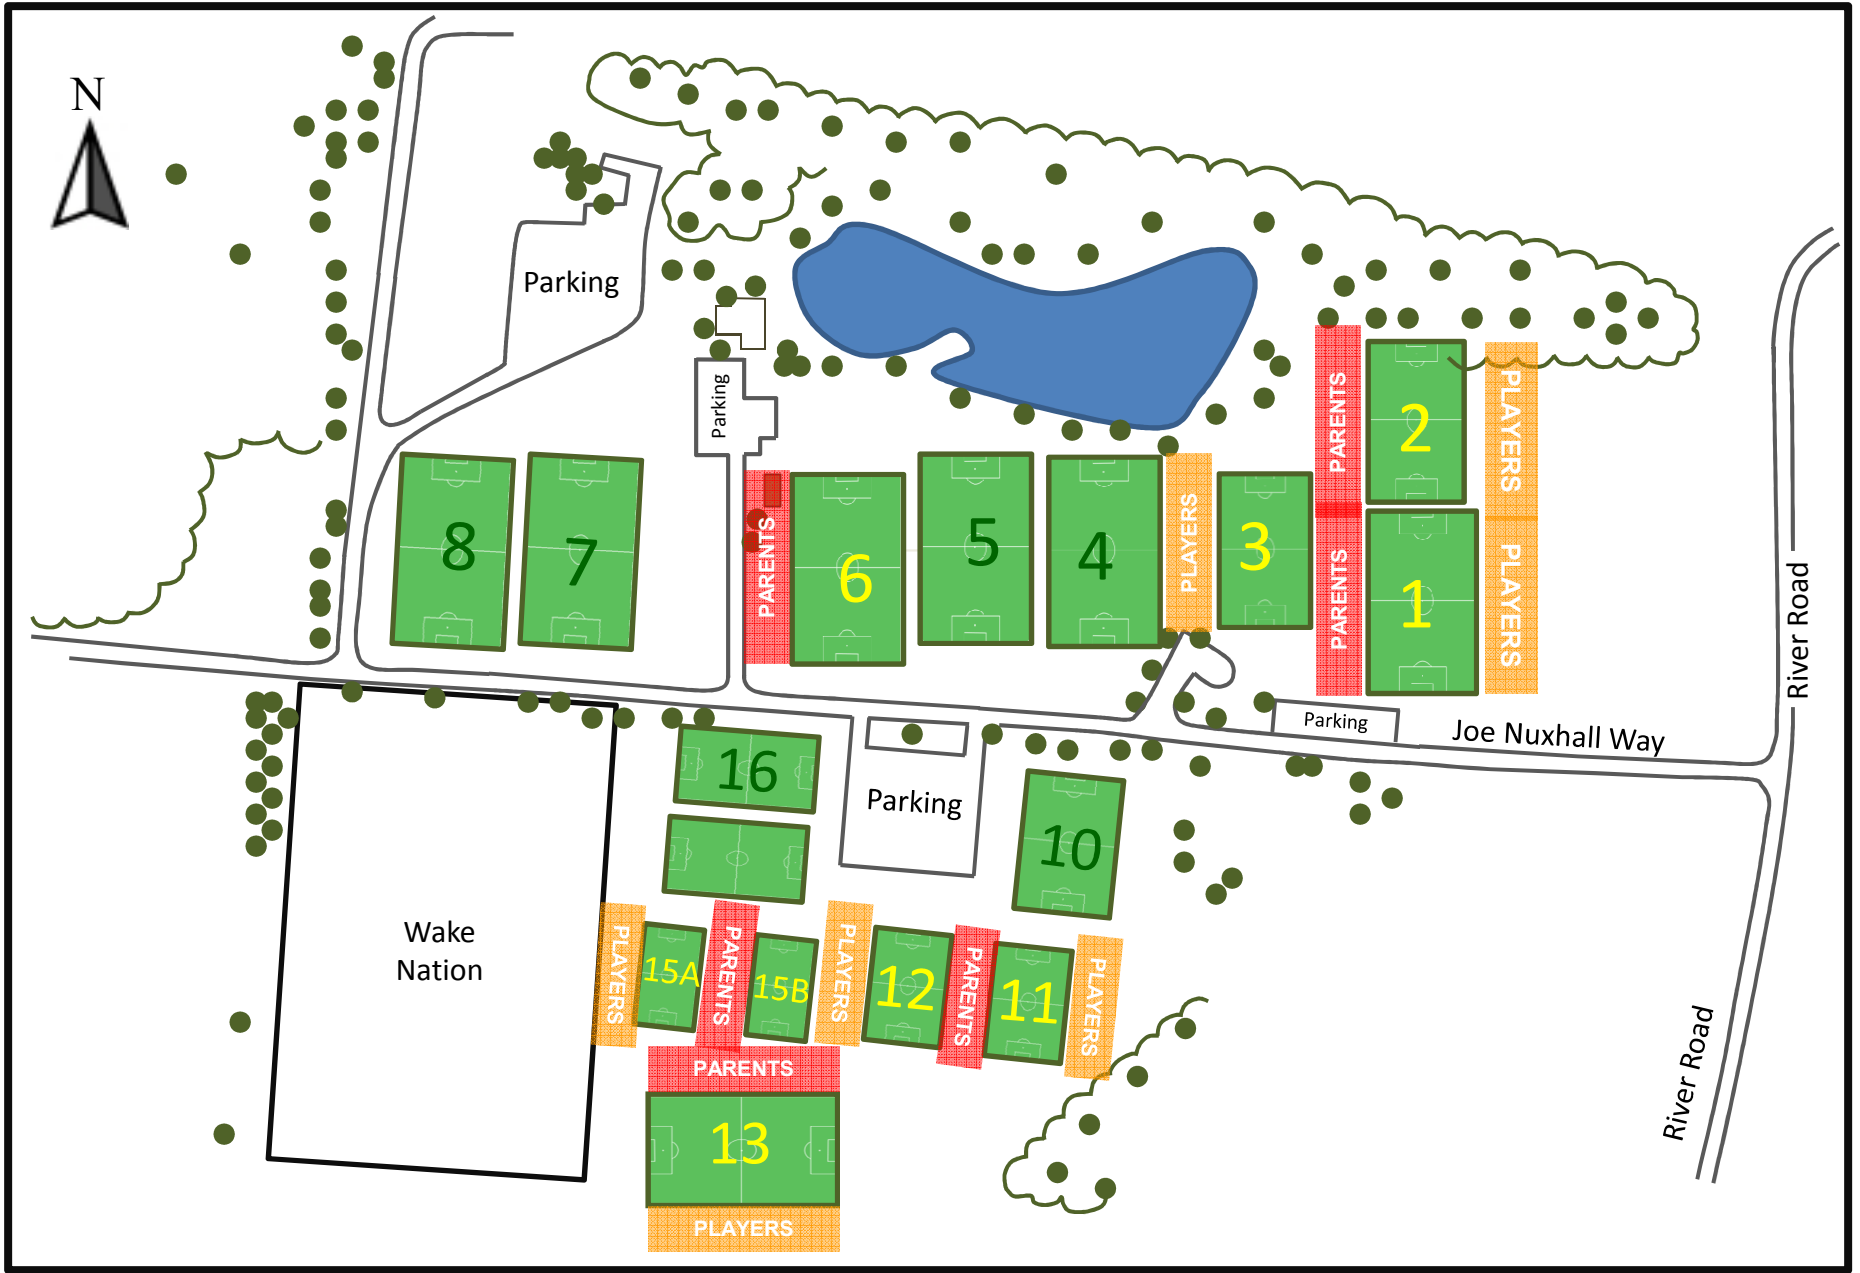 N
Parking
Parking
PARENTS
PLAYERS
2
8
7
PARENTS
6
5
4
PLAYERS
3
PARENTS
1
PLAYERS
River Road
Parking
Joe Nuxhall Way
16
Parking
10
Wake
Nation
PLAYERS
15A
PARENTS
15B
PLAYERS
12
PARENTS
11
PLAYERS
River Road
PARENTS
13
PLAYERS